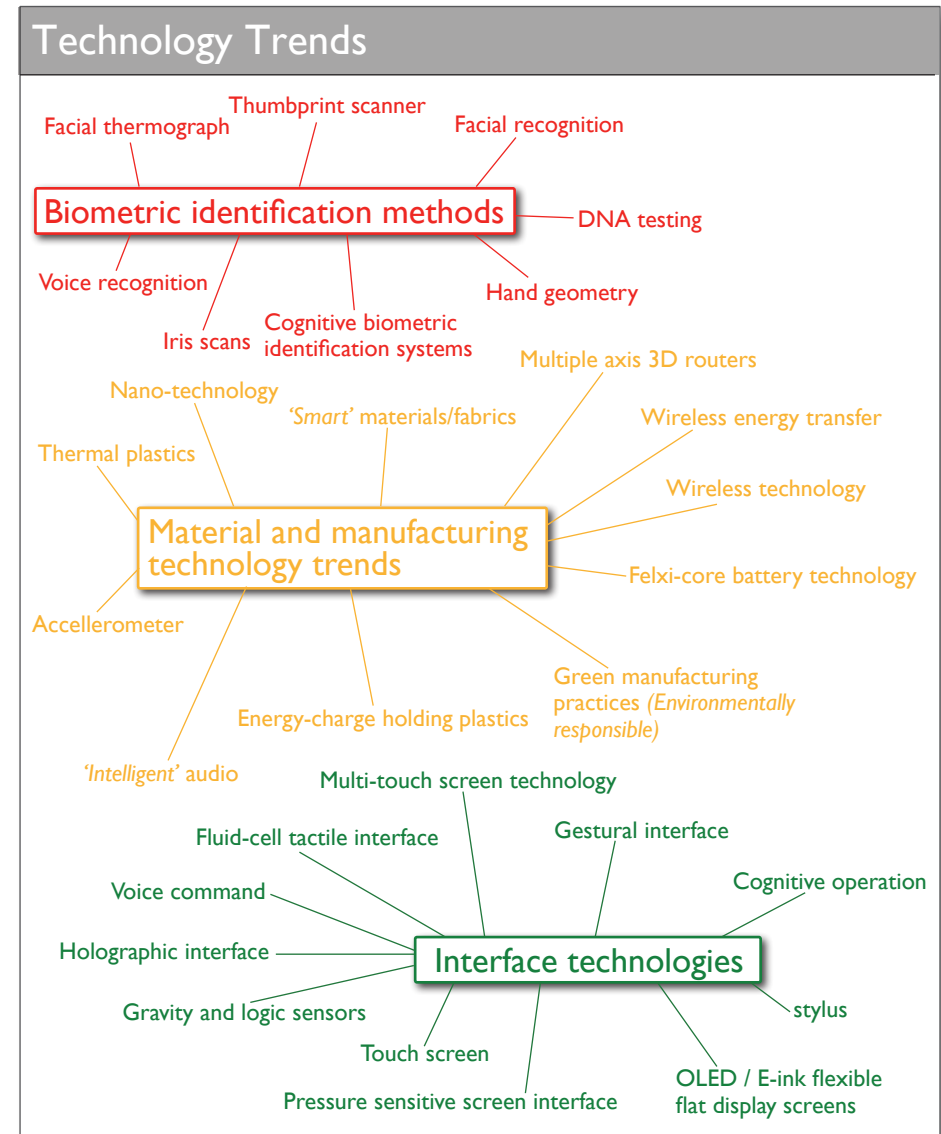 Technology Trends
Thumbprint scanner
Facial thermograph
Facial recognition
Biometric identification methods
DNA testing
Voice recognition
Hand geometry
Iris scans
Cognitive biometric
identification systems
Multiple axis 3D routers
Nano-technology
‘Smart’ materials/fabrics
Wireless energy transfer
Thermal plastics
Wireless technology
Material and manufacturing
technology trends
Felxi-core battery technology
Accellerometer
Green manufacturing
practices (Environmentally
responsible)
Energy-charge holding plastics
‘Intelligent’ audio
Multi-touch screen technology
Fluid-cell tactile interface
Gestural interface
Voice command
Cognitive operation
Holographic interface
Interface technologies
Gravity and logic sensors
stylus
Touch screen
OLED / E-ink flexible
flat display screens
Pressure sensitive screen interface